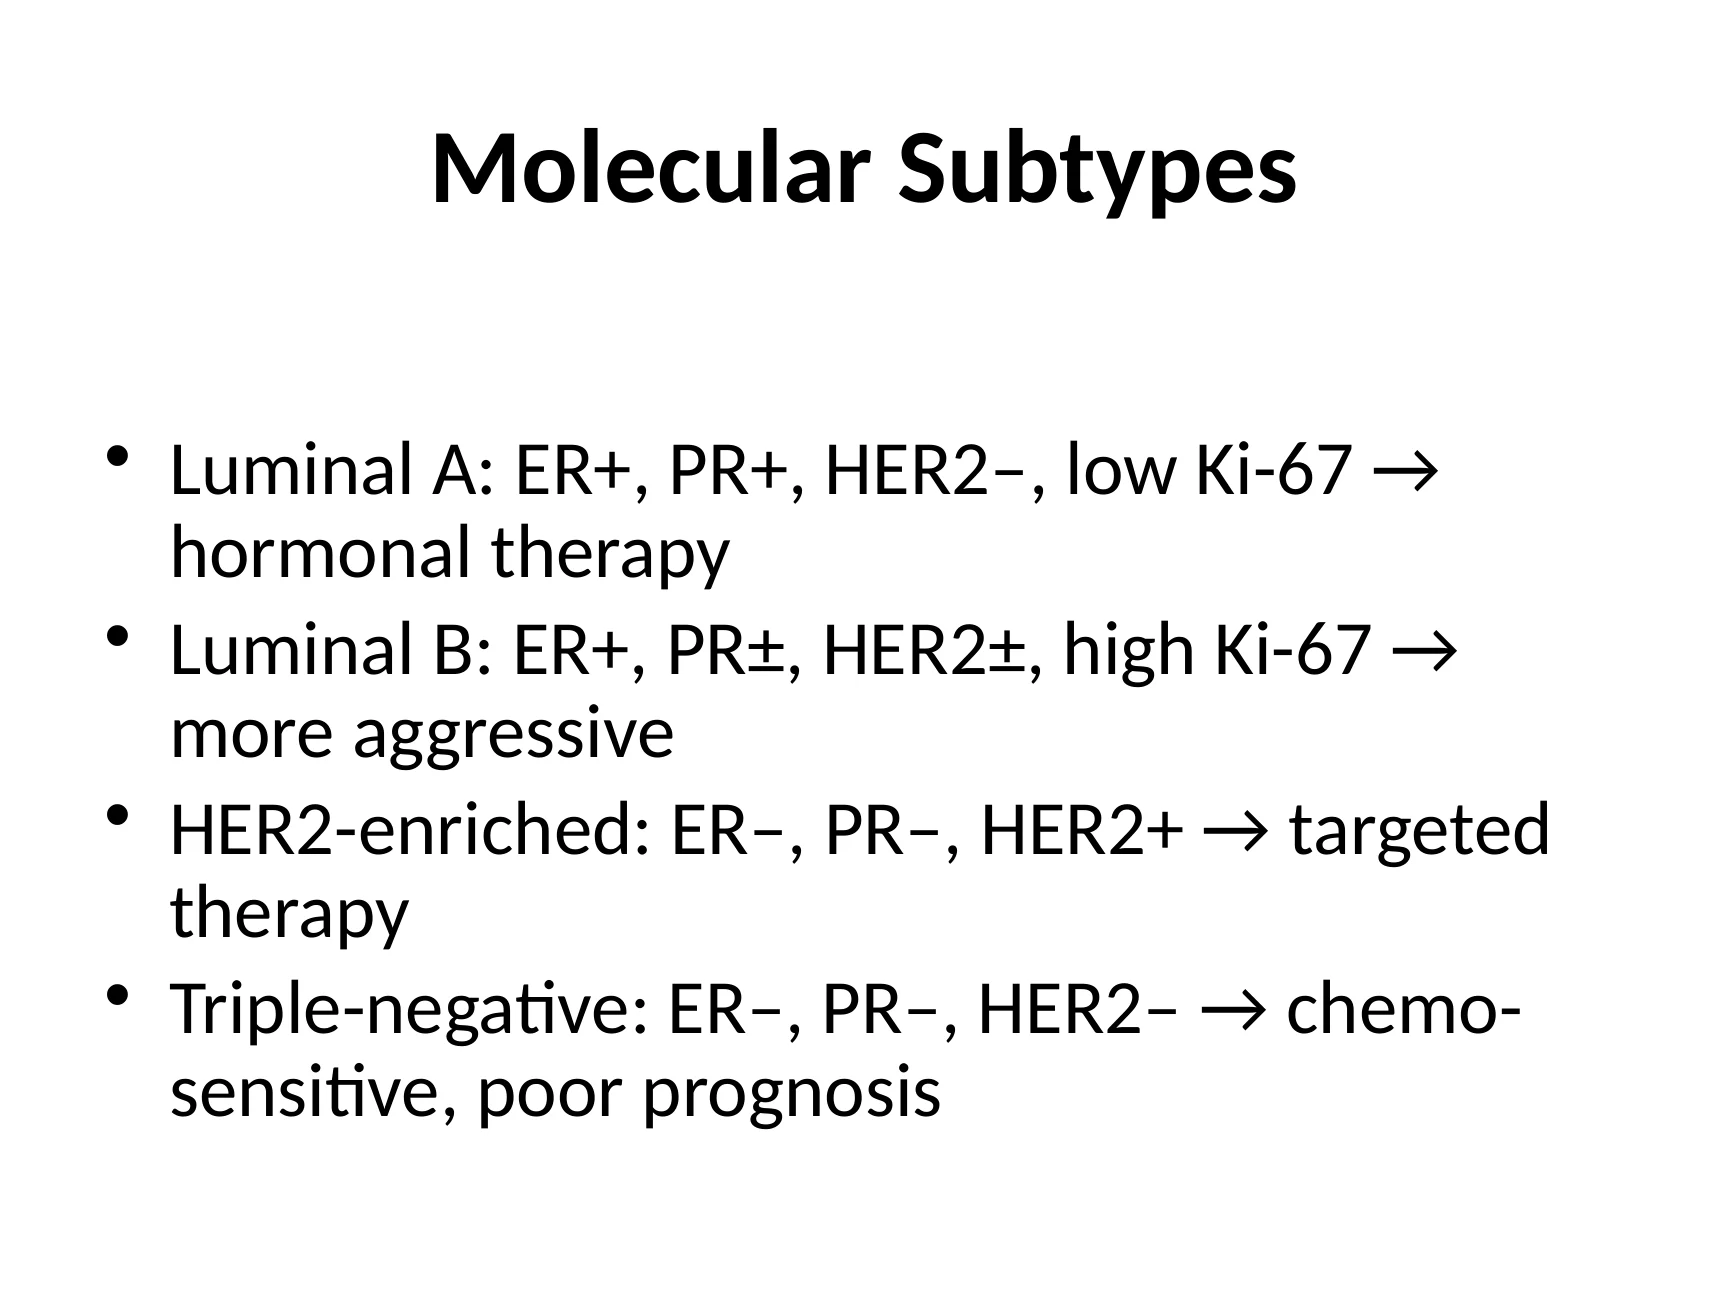 Molecular Subtypes
• Luminal A: ER+, PR+, HER2–, low Ki-67 →
hormonal therapy
• Luminal B: ER+, PR±, HER2±, high Ki-67 →
more aggressive
• HER2-enriched: ER–, PR–, HER2+ → targeted
therapy
• Triple-negative: ER–, PR–, HER2– → chemo-
sensitive, poor prognosis